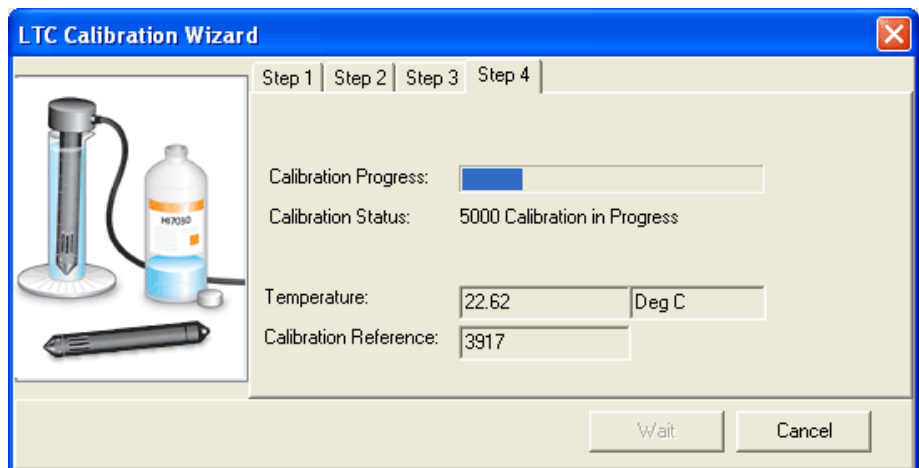 LTC Calibration Wizard
Step 1 Step 2 Step 3 Step 4
HI7030
Calibration Progress:
Calibration Status: 5000 Calibration in Progress
Temperature: 22.62 Deg C
Calibration Reference: 3917
Wait Cancel